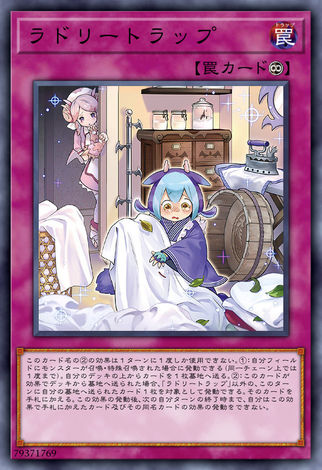 ラドリートラップ
トラップ
罠
【罠カード】
このカード名の②の効果は1ターンに1度しか使用できない。①：自分フィール
ドにモンスターが召喚・特殊召喚された場合に発動できる(同一チェーン上では
1度まで)。自分のデッキの上からカードを1枚墓地へ送る。②：このカードが
効果でデッキから墓地へ送られた場合、「ラドリートラップ」以外の、このターン
に自分の墓地へ送られたカード1枚を対象として発動できる。そのカードを
手札に加える。この効果の発動後、次の自分ターンの終了時まで、自分はこの効
果で手札に加えたカード及びその同名カードの効果の発動をできない。
79371769